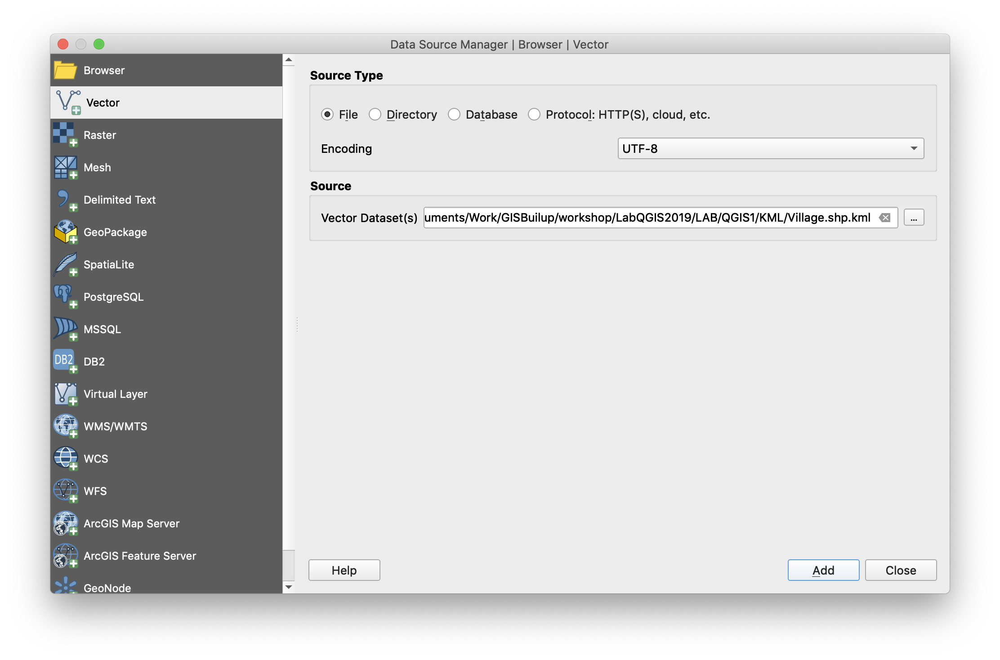 Data Source Manager | Browser | Vector
Browser
Vector
Raster
Mesh
Delimited Text
GeoPackage
SpatiaLite
PostgreSQL
MSSQL
DB2
DB2
Virtual Layer
WMS/WMTS
WCS
WFS
ArcGIS Map Server
ArcGIS Feature Server
GeoNode
Source Type
File Directory Database Protocol: HTTP(S), cloud, etc.
Encoding UTF-8
Source
Vector Dataset(s) uments/Work/GISBuilup/workshop/LabQGIS2019/LAB/QGIS1/KML/Village.shp.kml ...
Help Add Close